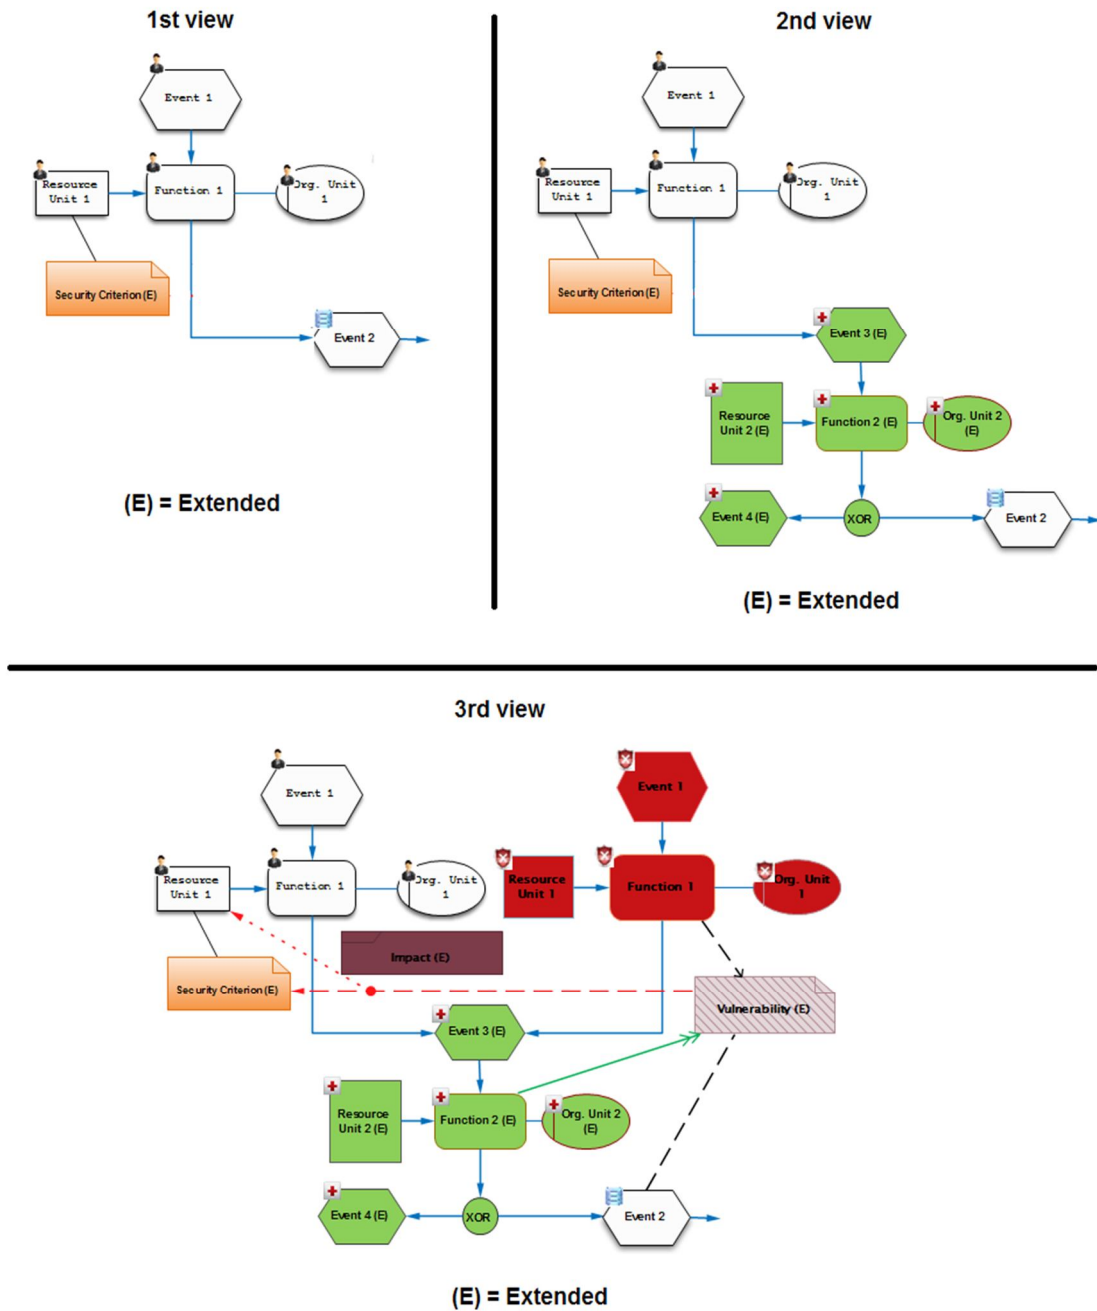 1st view
Event 1
Resource
Unit 1
Function 1
Org. Unit
1
Security Criterion (E)
Event 2
(E) = Extended
2nd view
Event 1
Resource
Unit 1
Function 1
Org. Unit
1
Security Criterion (E)
Event 3 (E)
Resource
Unit 2 (E)
Function 2 (E)
Org. Unit 2
(E)
Event 4 (E)
XOR
Event 2
(E) = Extended
3rd view
Event 1
Event 1
Resource
Unit 1
Function 1
Org. Unit
1
Resource
Unit 1
Function 1
Org. Unit
1
Impact (E)
Security Criterion (E)
Vulnerability (E)
Event 3 (E)
Resource
Unit 2 (E)
Function 2 (E)
Org. Unit 2
(E)
Event 4 (E)
XOR
Event 2
(E) = Extended